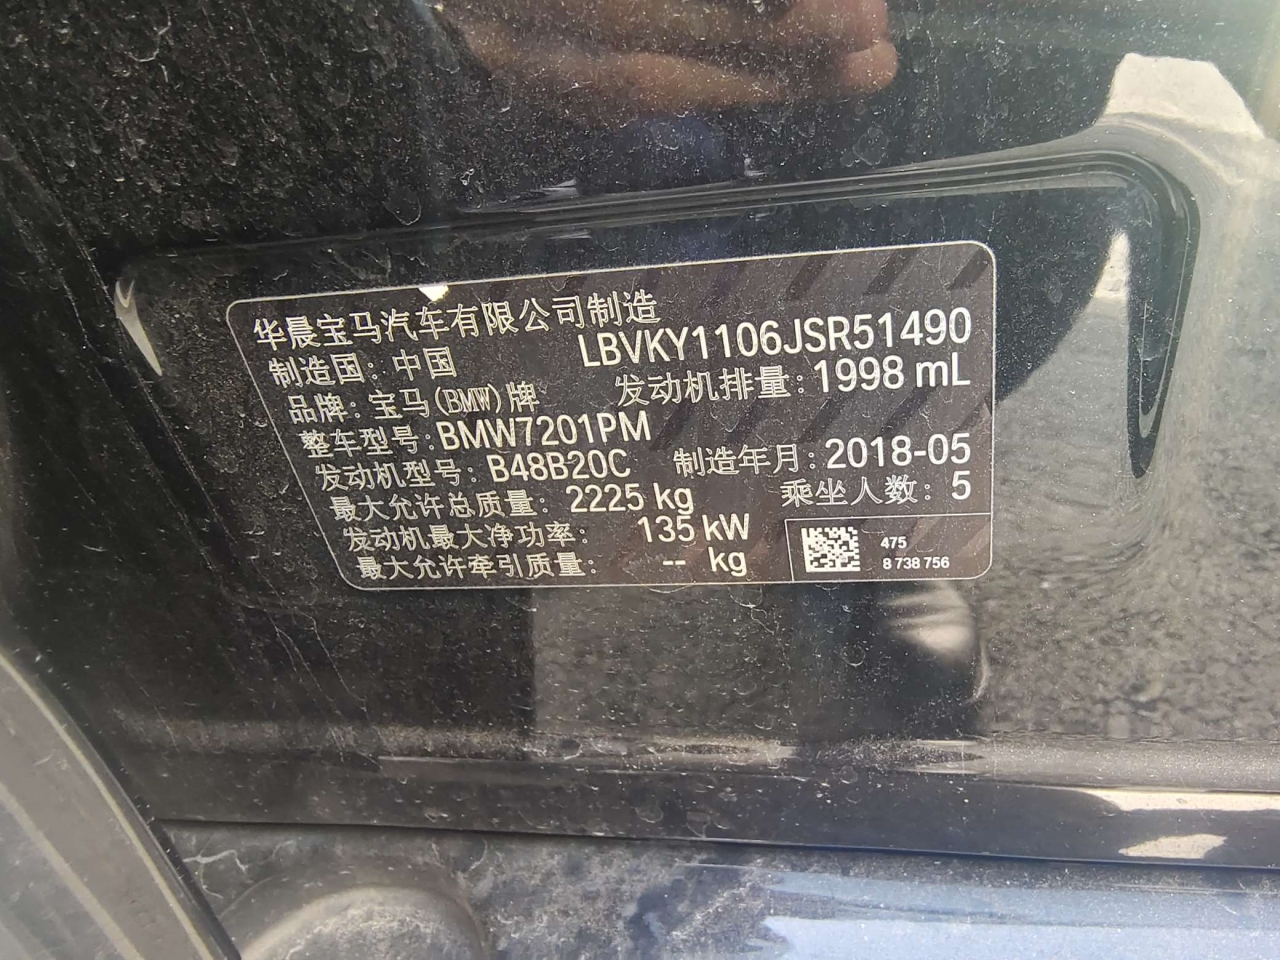 华晨宝马汽车有限公司制造
制造国：中国 LBVKY1106JSR51490
品牌：宝马(BMW)牌 发动机排量：1998 mL
整车型号：BMW7201PM
发动机型号：B48B20C 制造年月：2018-05
最大允许总质量：2225 kg 乘坐人数：5
发动机最大净功率：135 kW
最大允许牵引质量：-- kg
475
8 738 756